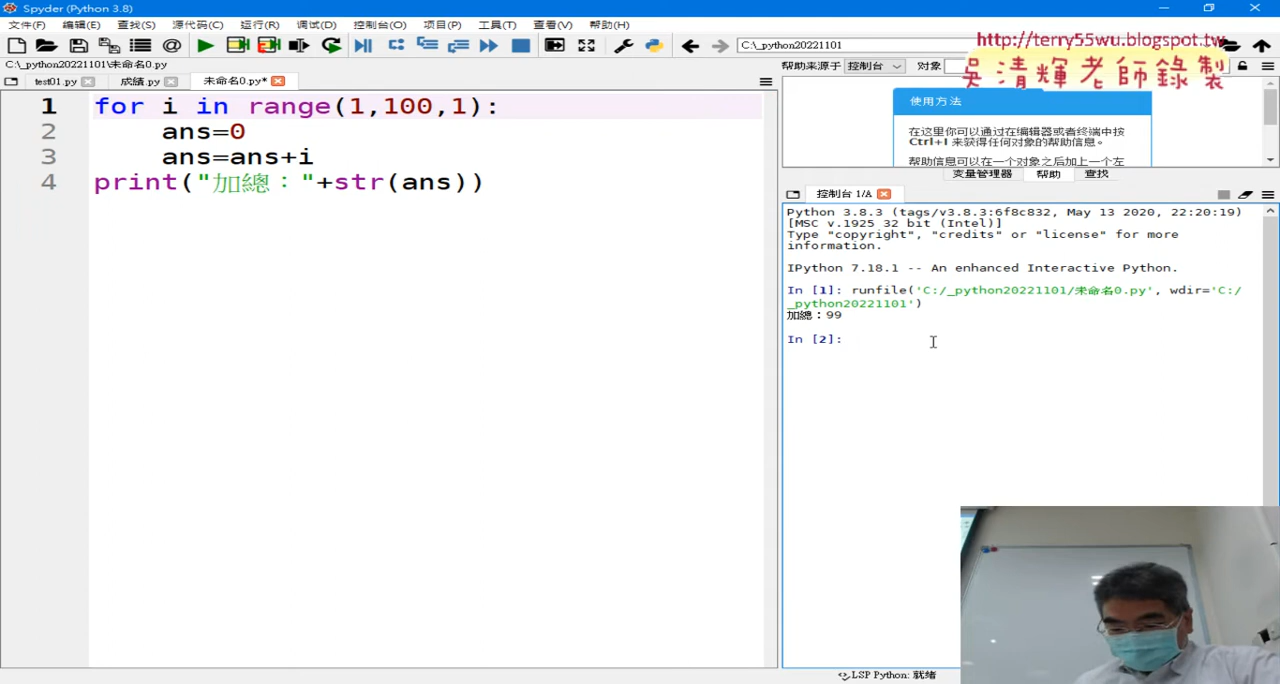 Spyder (Python 3.8)
文件(F) 编辑(E) 查找(S) 源代码(C) 运行(R) 调试(D) 控制台(O) 项目(P) 工具(T) 查看(V) 帮助(H)
C:\_python20221101
http://terry55wu.blogspot.tw
吳清輝老師錄製
C:\_python20221101\未命名0.py
帮助来源于 控制台 对象
test01.py 成績.py 未命名0.py*
1 for i in range(1,100,1):
2 ans=0
3 ans=ans+i
4 print("加總："+str(ans))
使用方法
在这里你可以通过在编辑器或者终端中按
Ctrl+I 来获得任何对象的帮助信息。
帮助信息可以在一个对象之后加上一个左
变量管理器 帮助 查找
控制台 1/A
Python 3.8.3 (tags/v3.8.3:6f8c832, May 13 2020, 22:20:19)
[MSC v.1925 32 bit (Intel)]
Type "copyright", "credits" or "license" for more
information.
IPython 7.18.1 -- An enhanced Interactive Python.
In [1]: runfile('C:/_python20221101/未命名0.py', wdir='C:/
_python20221101')
加總：99
In [2]:
LSP Python: 就绪